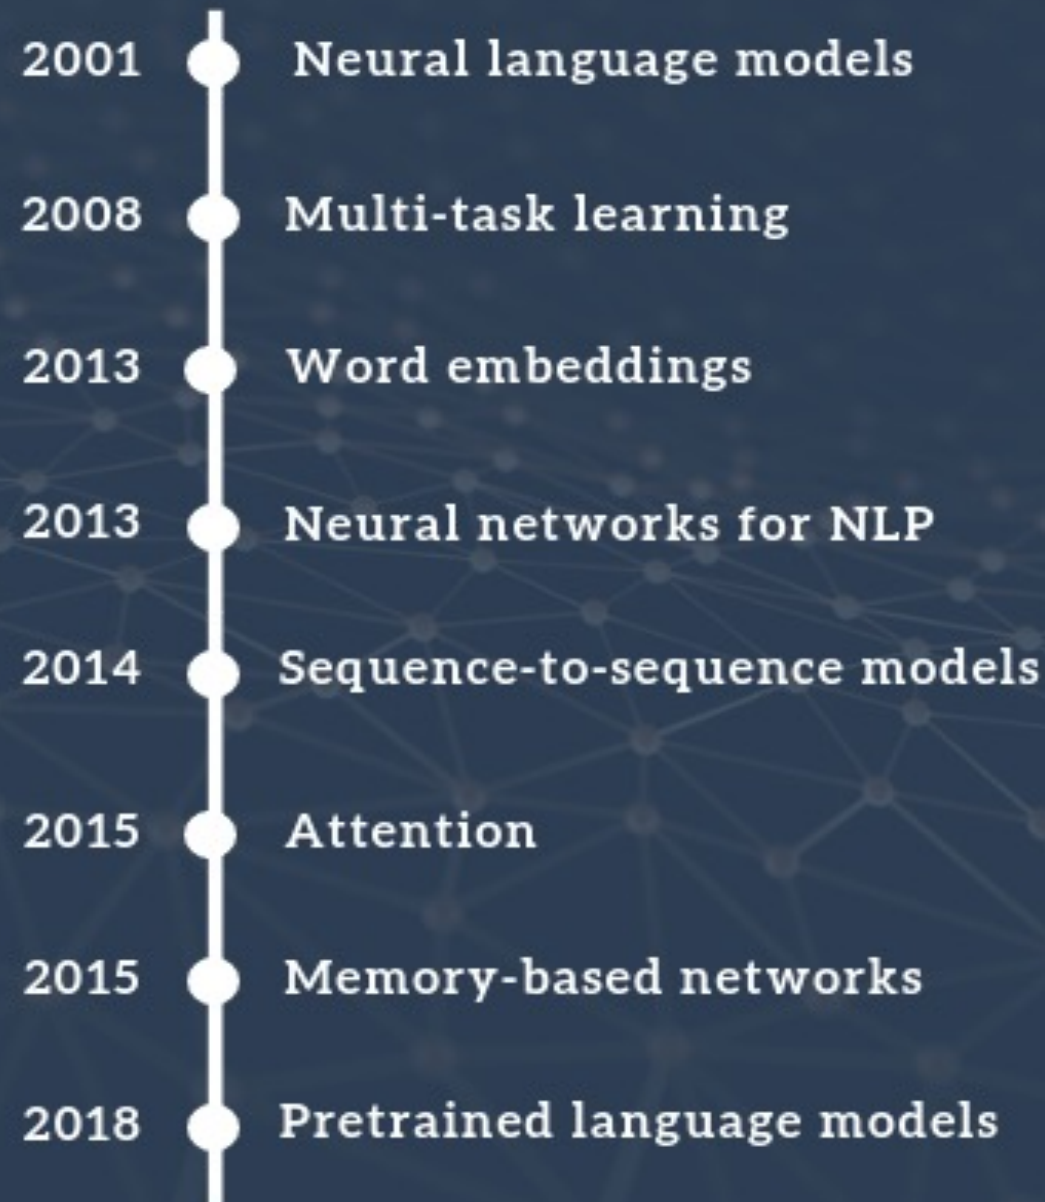 2001 Neural language models
2008 Multi-task learning
2013 Word embeddings
2013 Neural networks for NLP
2014 Sequence-to-sequence models
2015 Attention
2015 Memory-based networks
2018 Pretrained language models